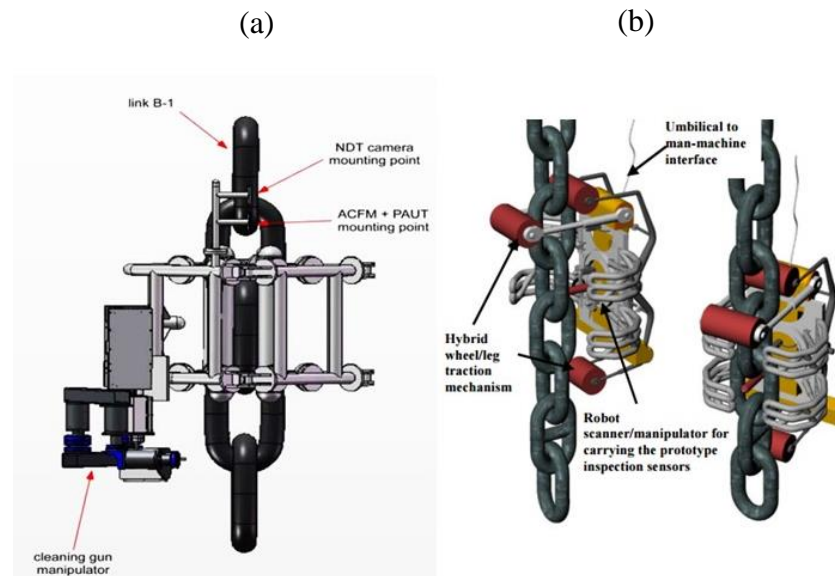 (a)
(b)
link B-1
NDT camera
mounting point
ACFM + PAUT
mounting point
cleaning gun
manipulator
Umbilical to
man-machine
interface
Hybrid
wheel/leg
traction
mechanism
Robot
scanner/manipulator for
carrying the prototype
inspection sensors